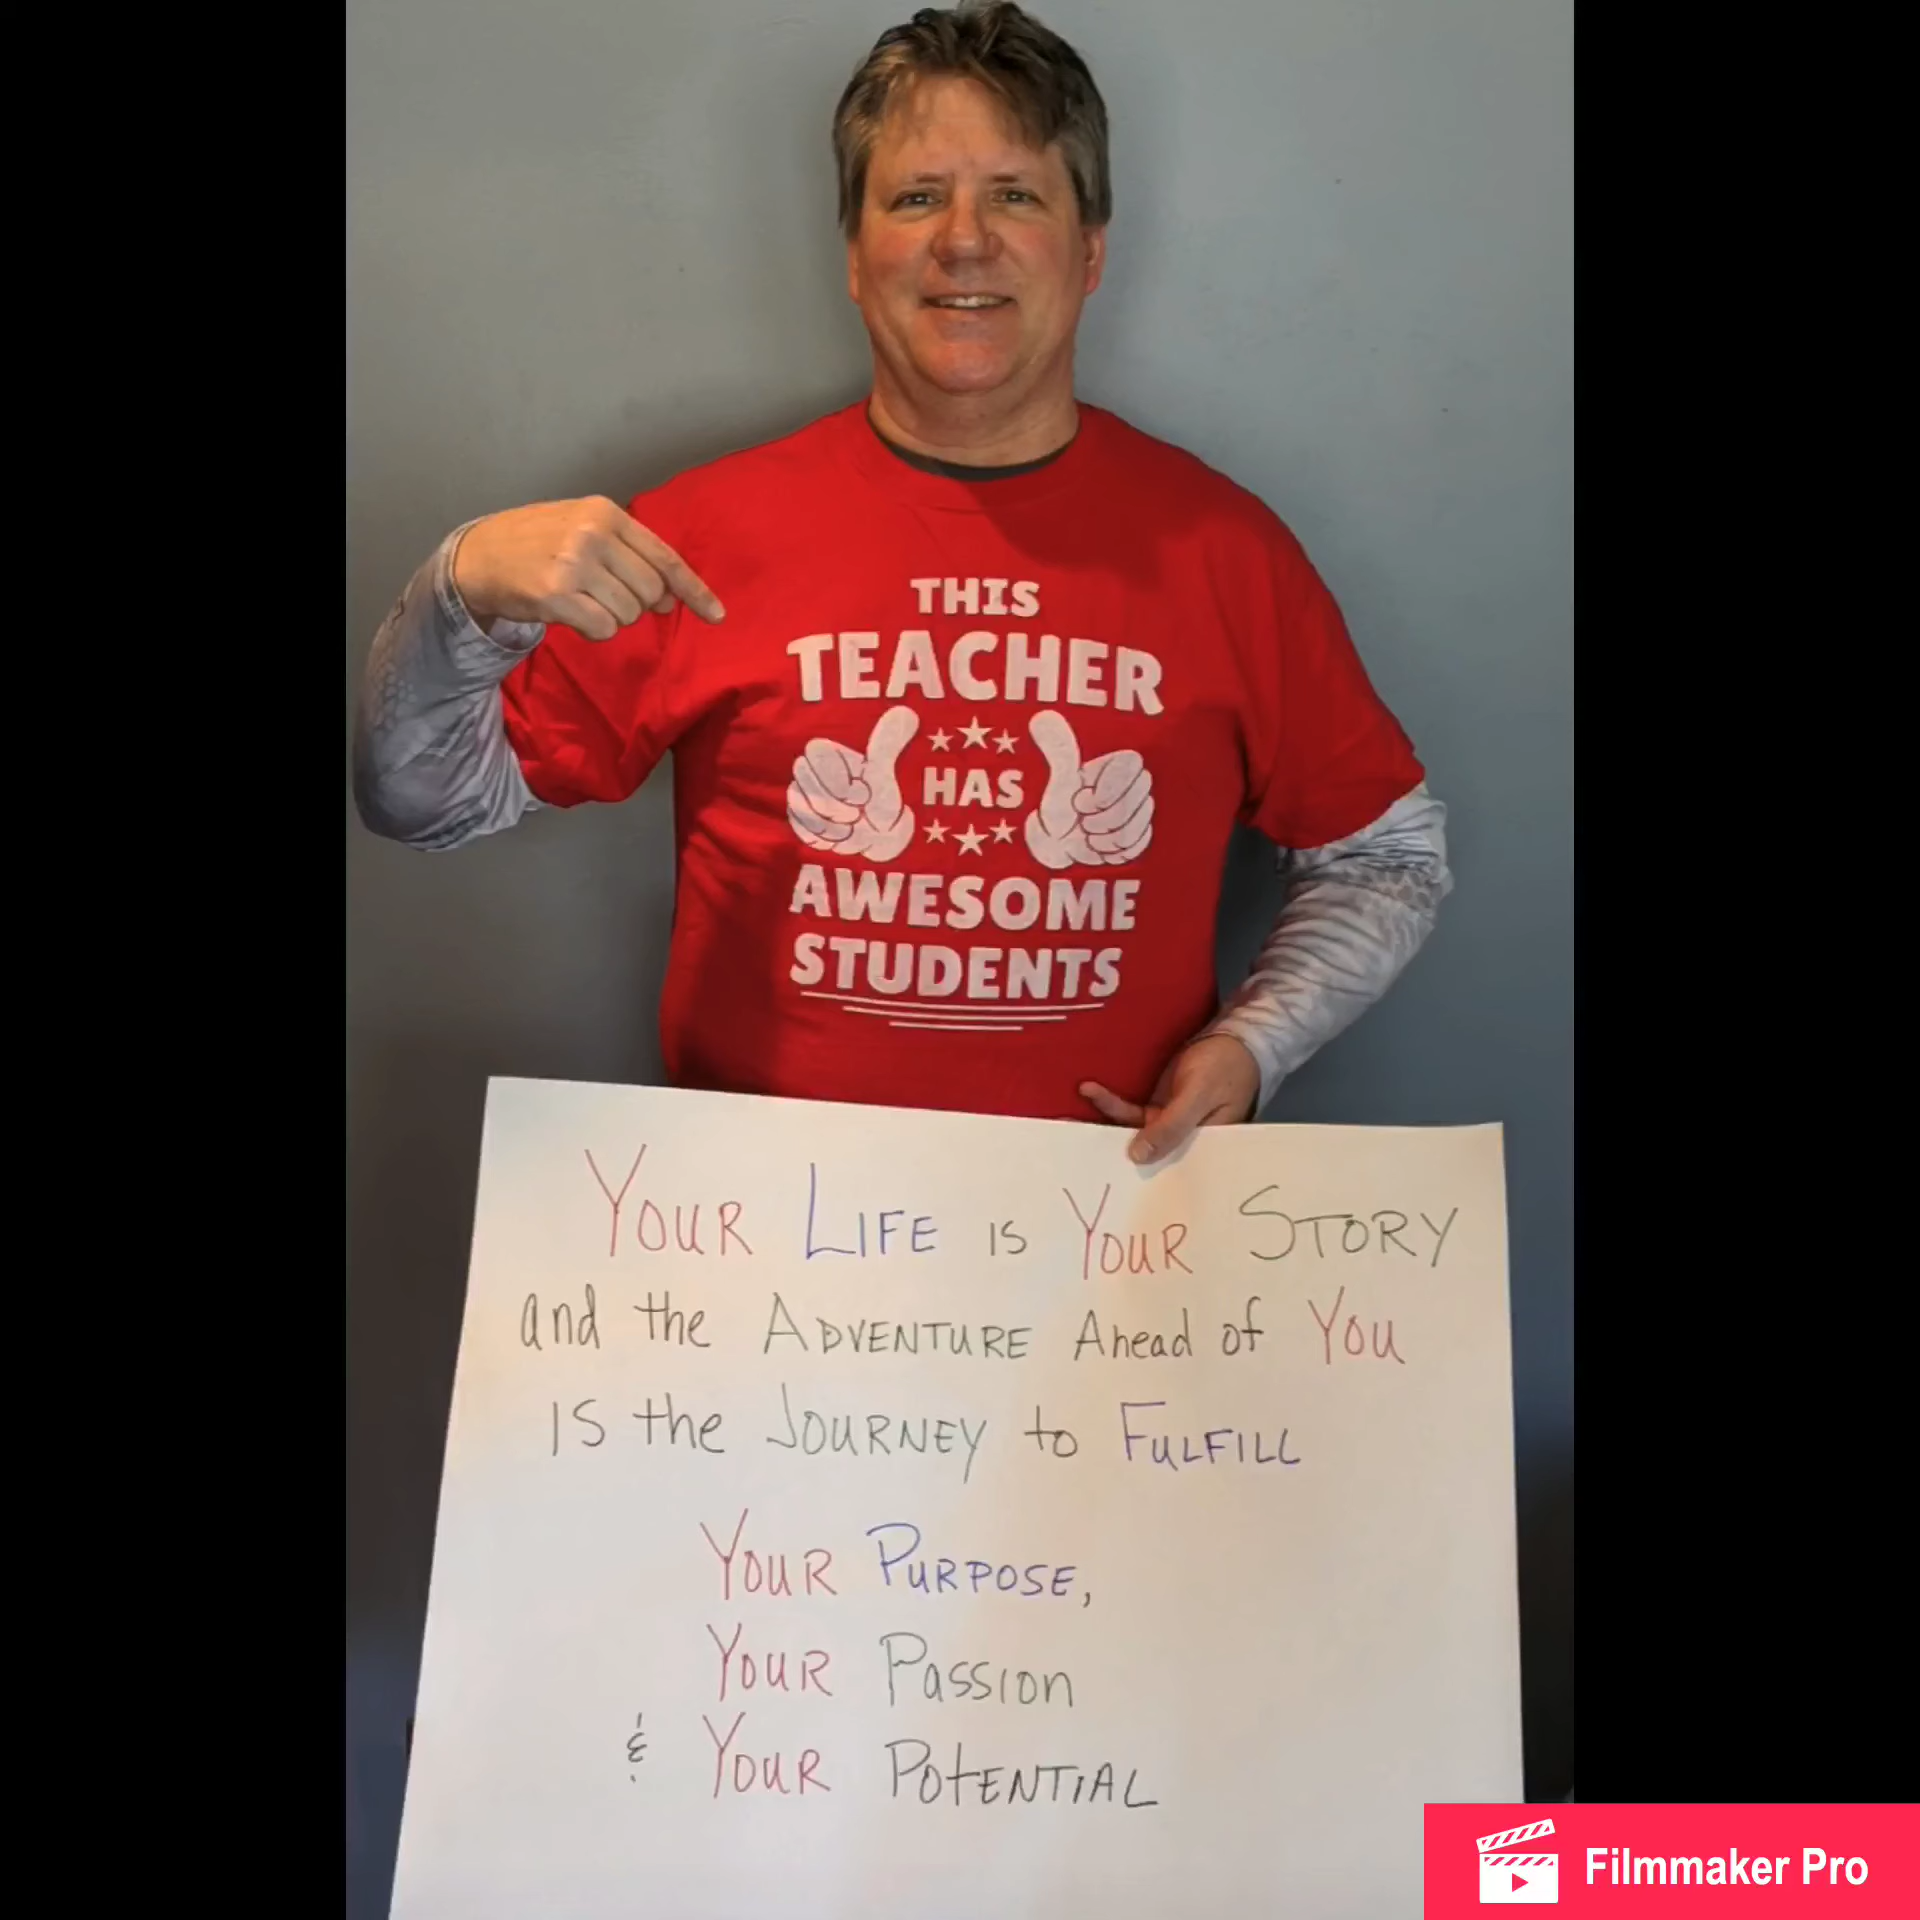 THIS
TEACHER
HAS
AWESOME
STUDENTS
YOUR LIFE IS YOUR STORY
and the ADVENTURE Ahead of YOU
IS the JOURNEY to FULFILL
YOUR PURPOSE,
YOUR PASSIon
& YOUR POtENTIAL
Filmmaker Pro